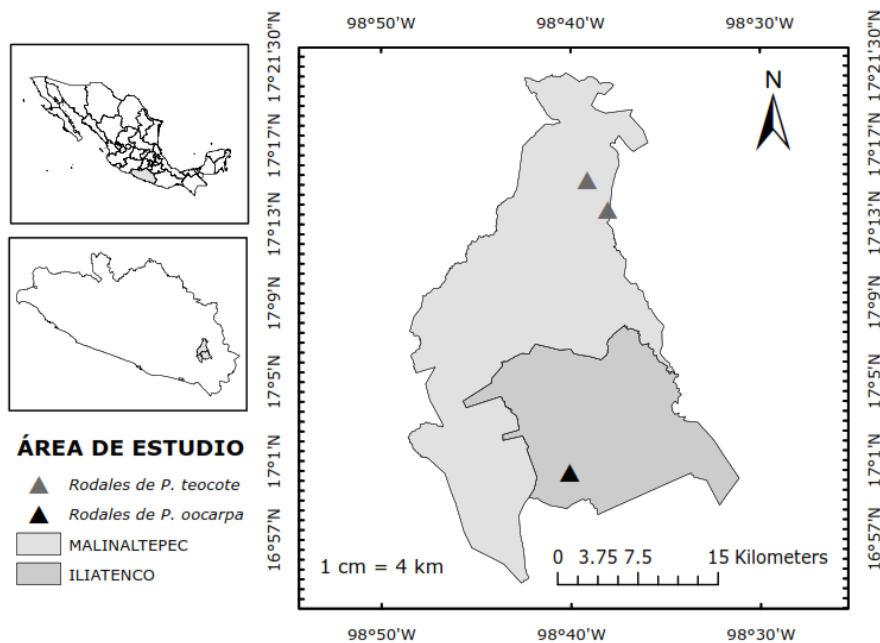 98°50'W 98°40'W 98°30'W
N
17°21'30"N
17°17'N
17°13'N
17°9'N
17°5'N
17°1'N
16°57'N
17°21'30"N
17°17'N
17°13'N
17°9'N
17°5'N
17°1'N
16°57'N
ÁREA DE ESTUDIO
Rodales de P. teocote
Rodales de P. oocarpa
MALINALTEPEC
ILIATENCO
1 cm = 4 km
0 3.75 7.5 15 Kilometers
98°50'W 98°40'W 98°30'W